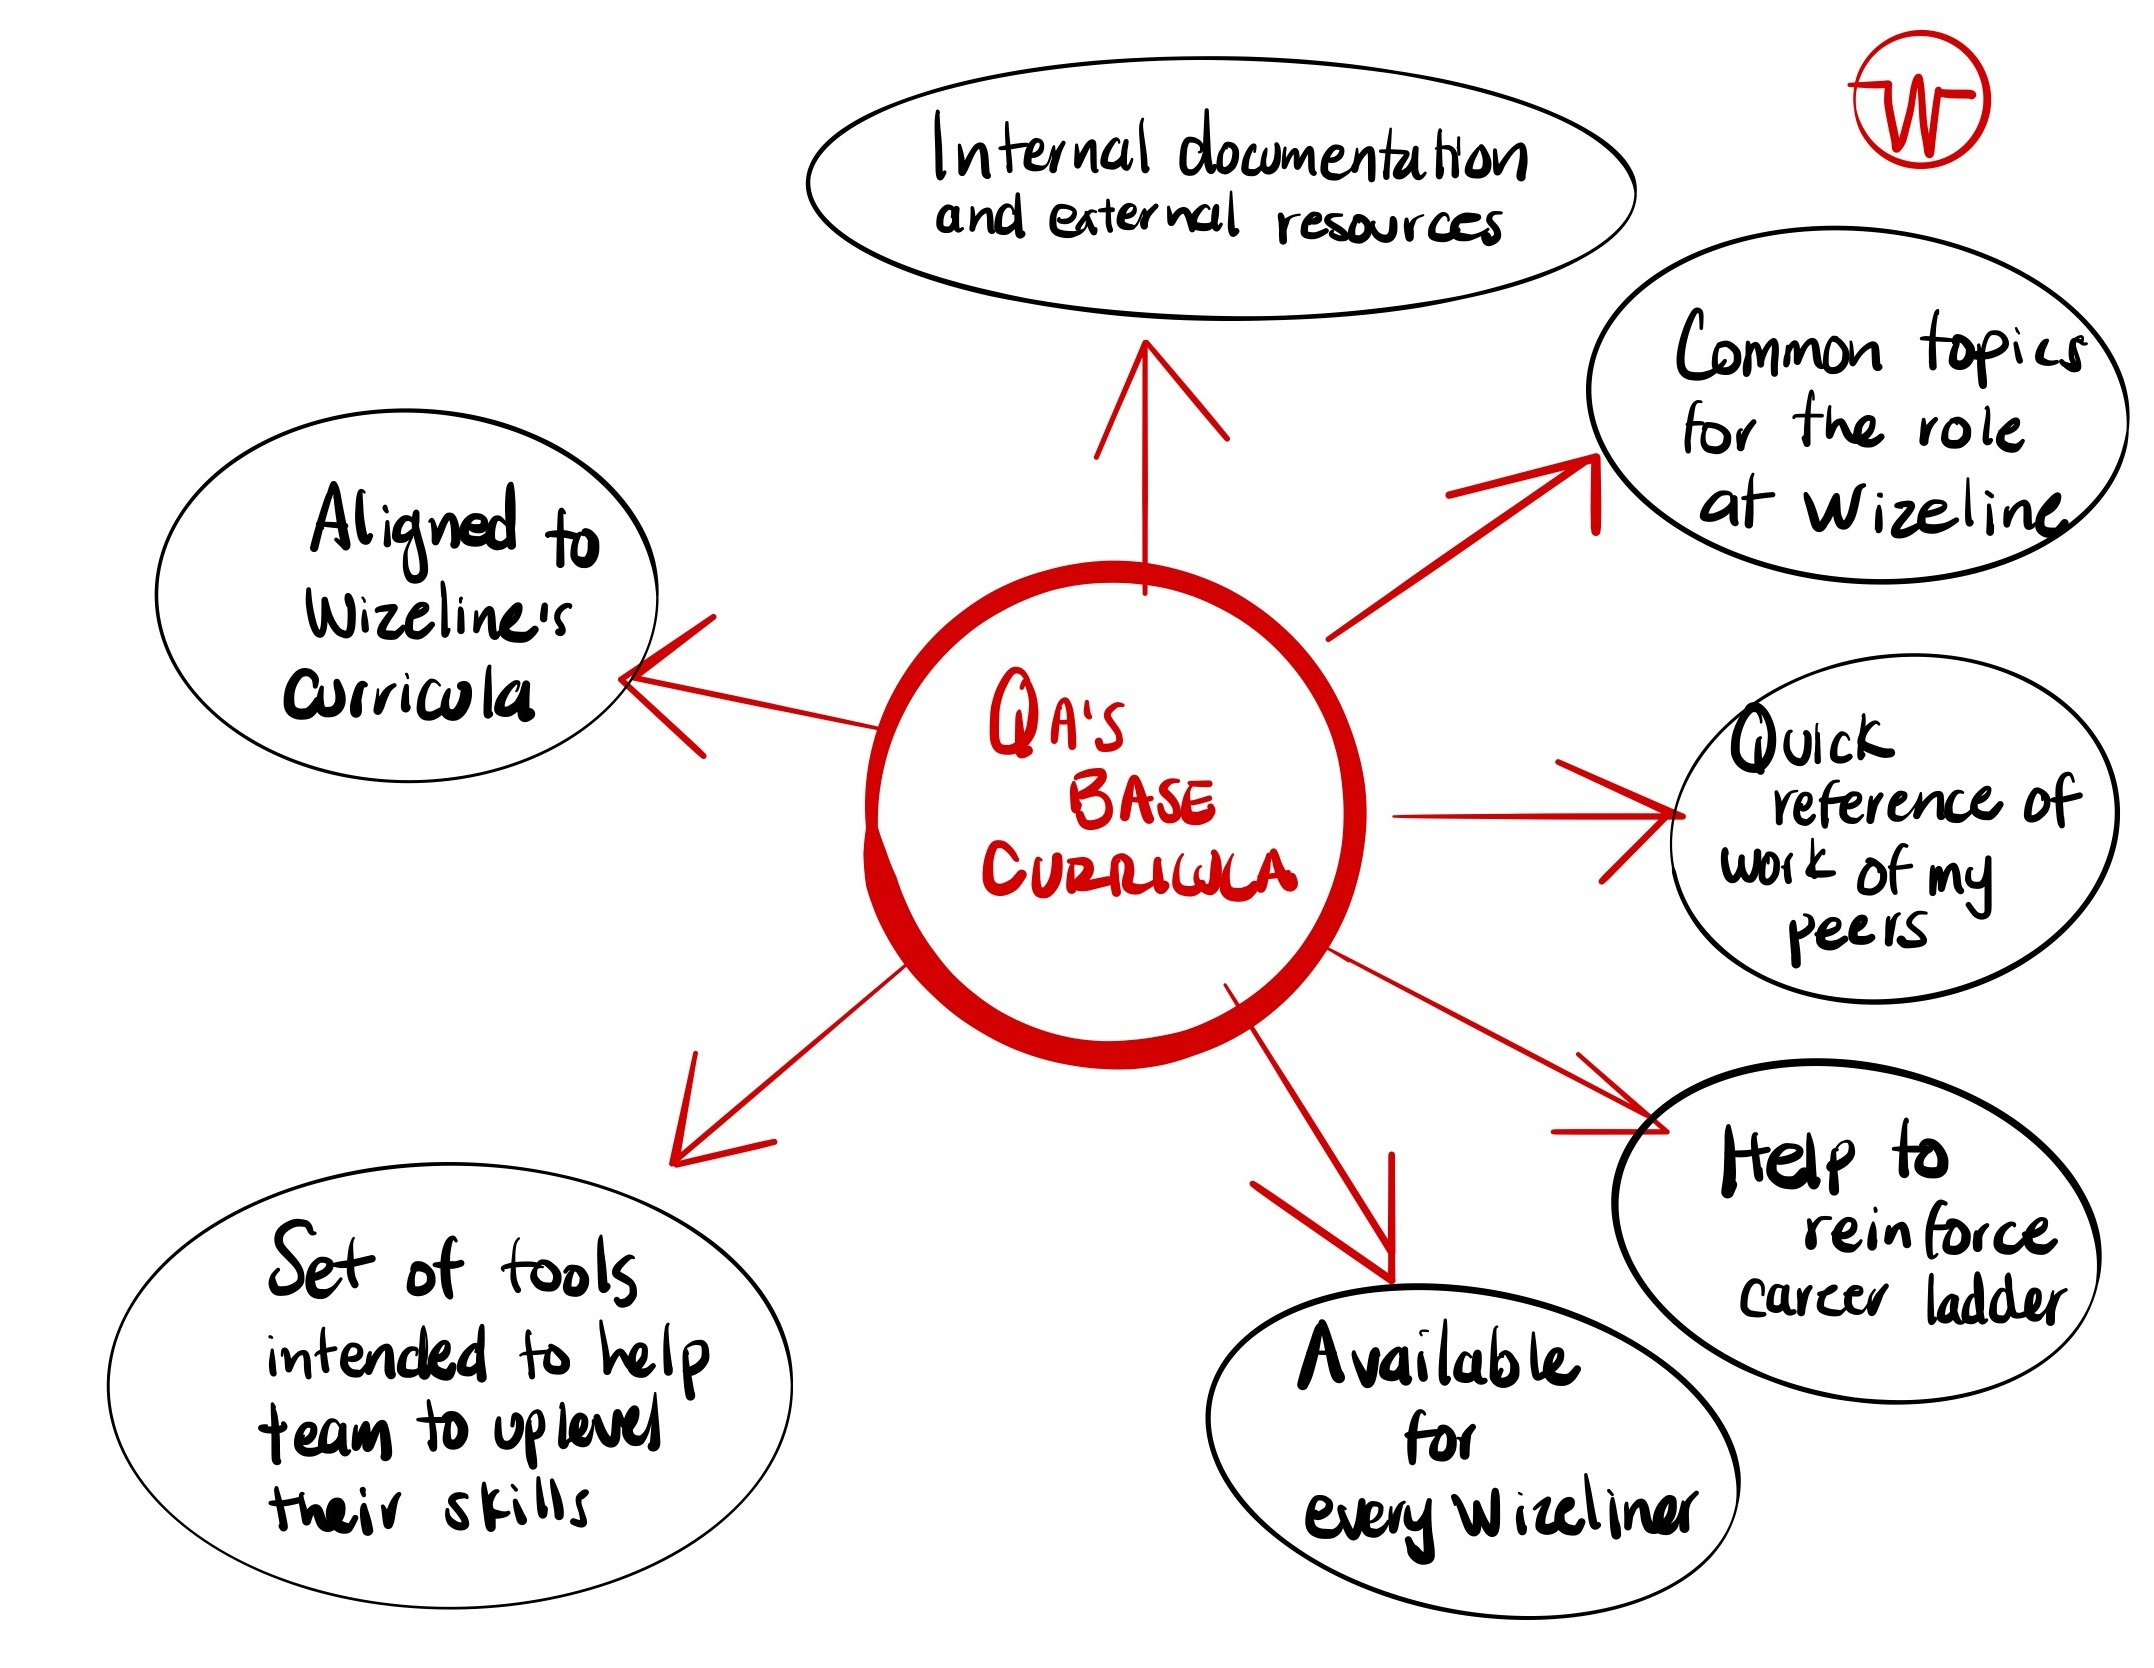 W
Internal documentation
and external resources
Common topics
for the role
at Wizeline
Aligned to
Wizeline's
Curricula
QA's
BASE
CURRICULA
Quick
reference of
work of my
peers
Help to
reinforce
career ladder
Set of tools
intended to help
team to uplevel
their skills
Available
for
every Wizeliner